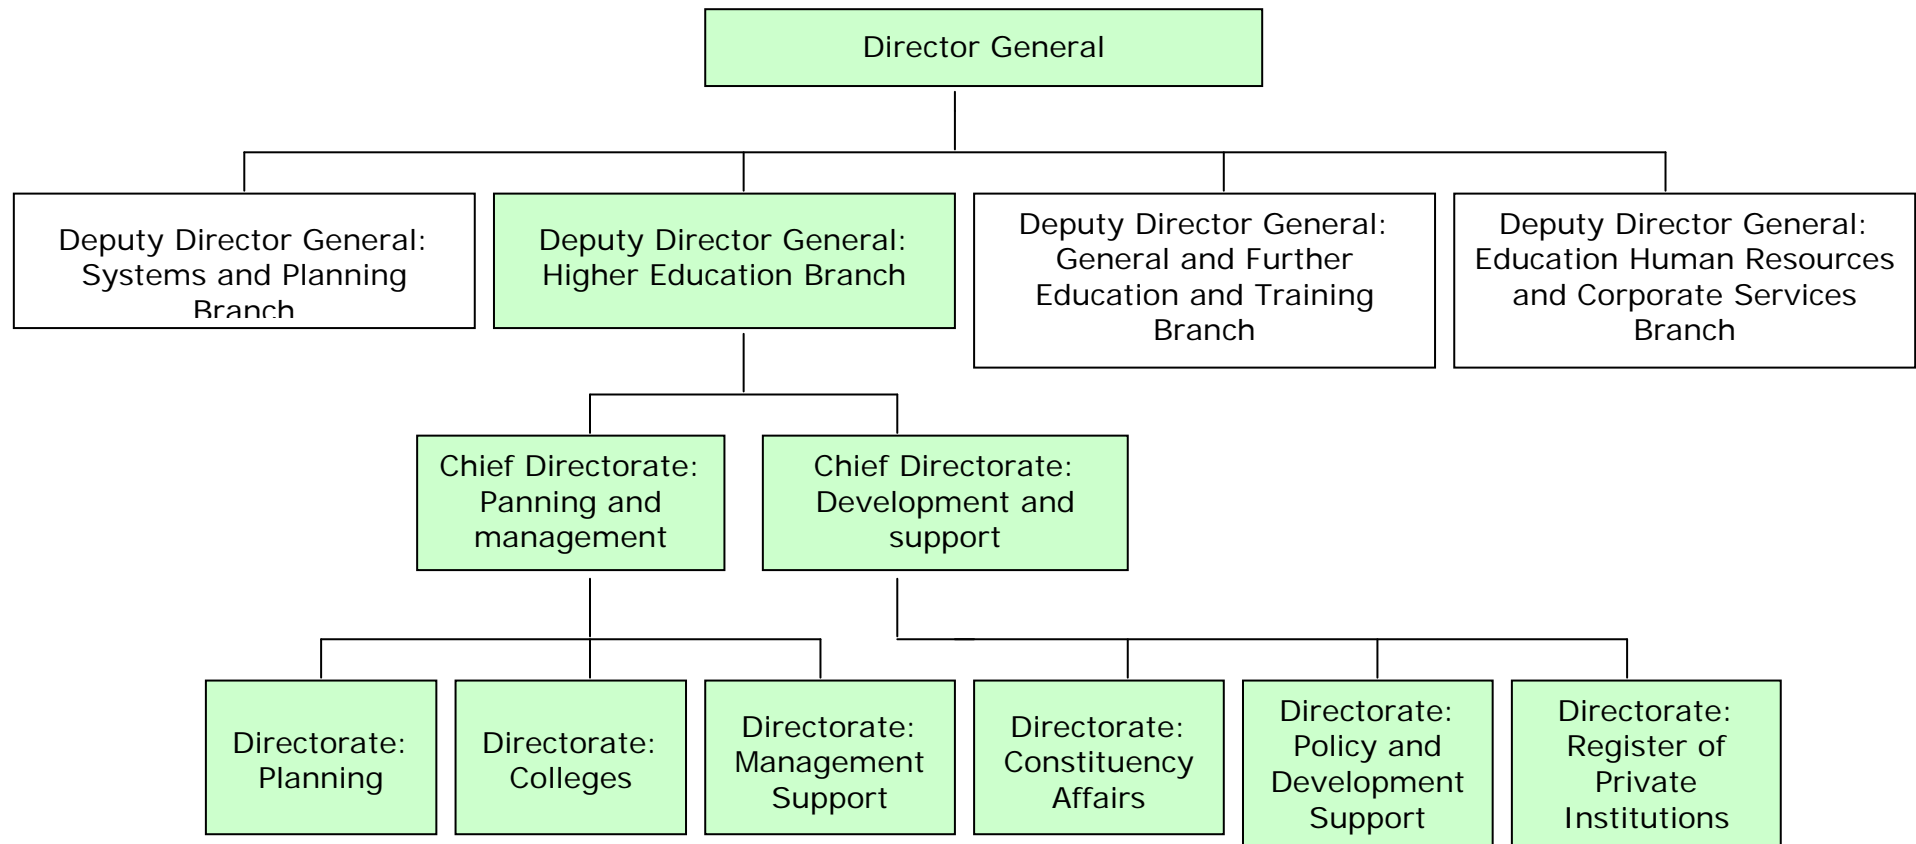 Director General
Deputy Director General:
Systems and Planning
Branch
Deputy Director General:
Higher Education Branch
Deputy Director General:
General and Further
Education and Training
Branch
Deputy Director General:
Education Human Resources
and Corporate Services
Branch
Chief Directorate:
Panning and
management
Chief Directorate:
Development and
support
Directorate:
Planning
Directorate:
Colleges
Directorate:
Management
Support
Directorate:
Constituency
Affairs
Directorate:
Policy and
Development
Support
Directorate:
Register of
Private
Institutions